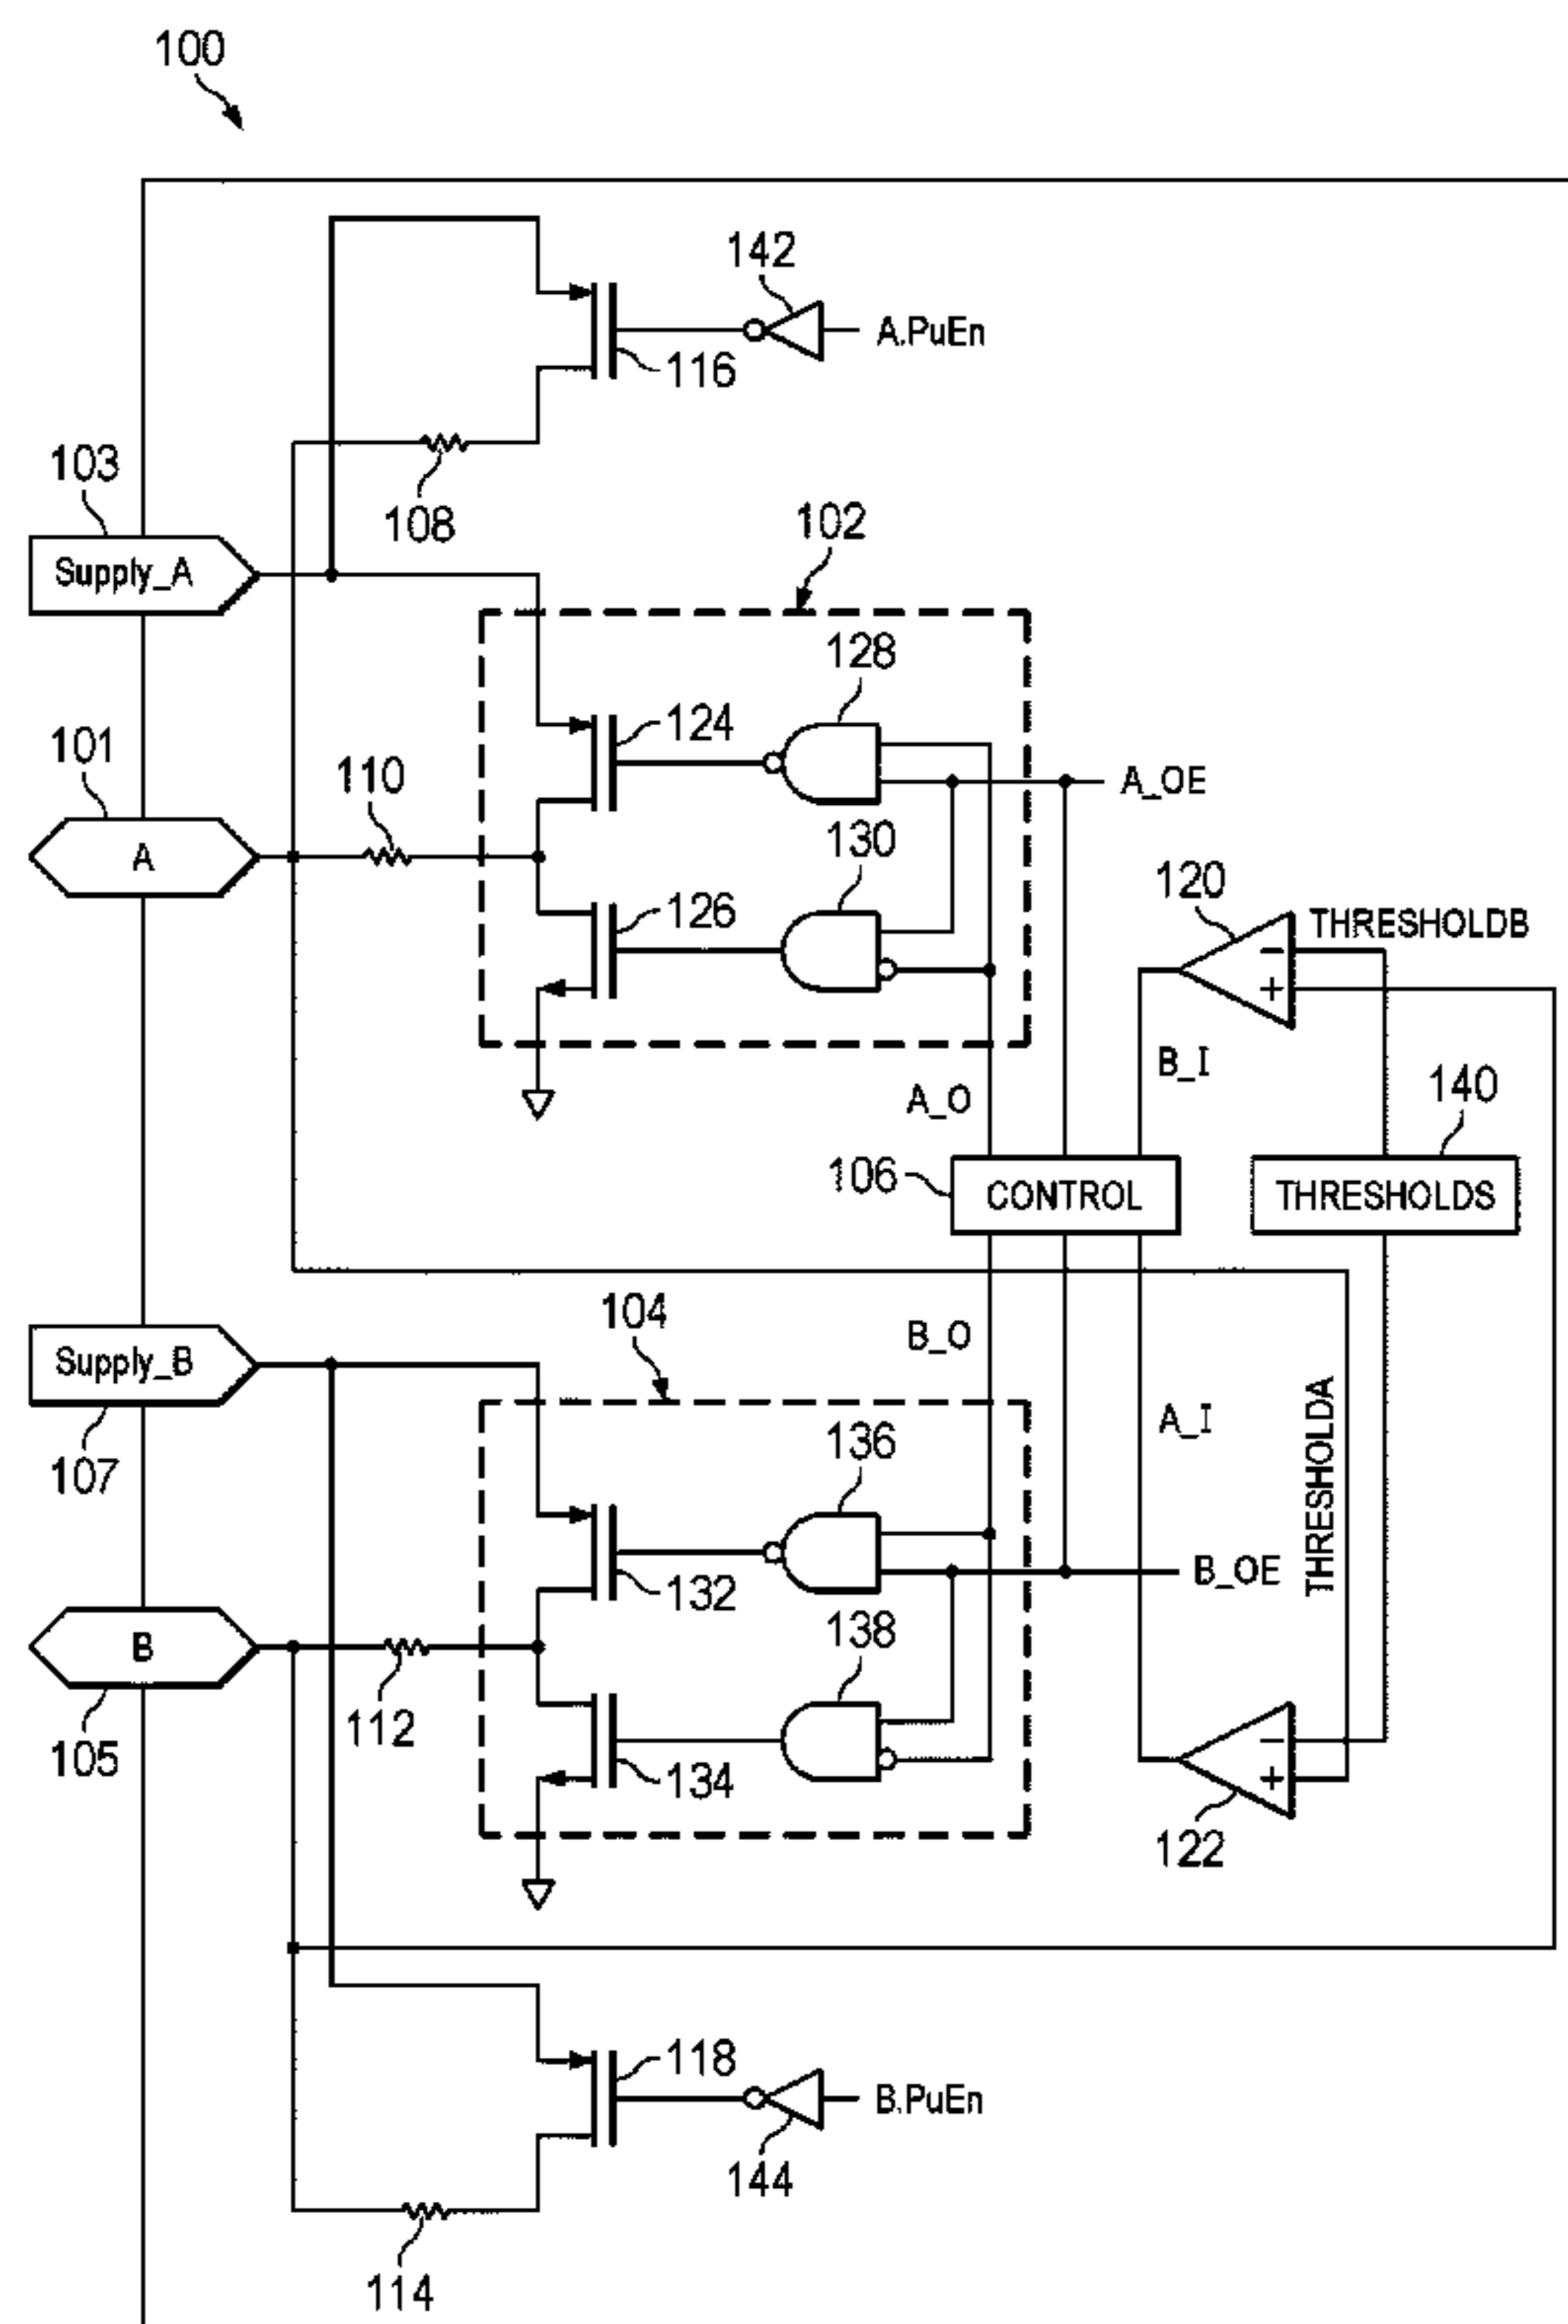 100
142
A.PuEn
116
103
108
Supply_A
102
128
124
101
110
A_OE
A
130
120
126
THRESHOLDB
−
+
B_I
140
A_O
106
CONTROL
THRESHOLDS
104
B_O
Supply_B
136
A_I
THRESHOLDA
107
132
B_OE
B
138
112
105
134
−
+
122
118
B.PuEn
144
114